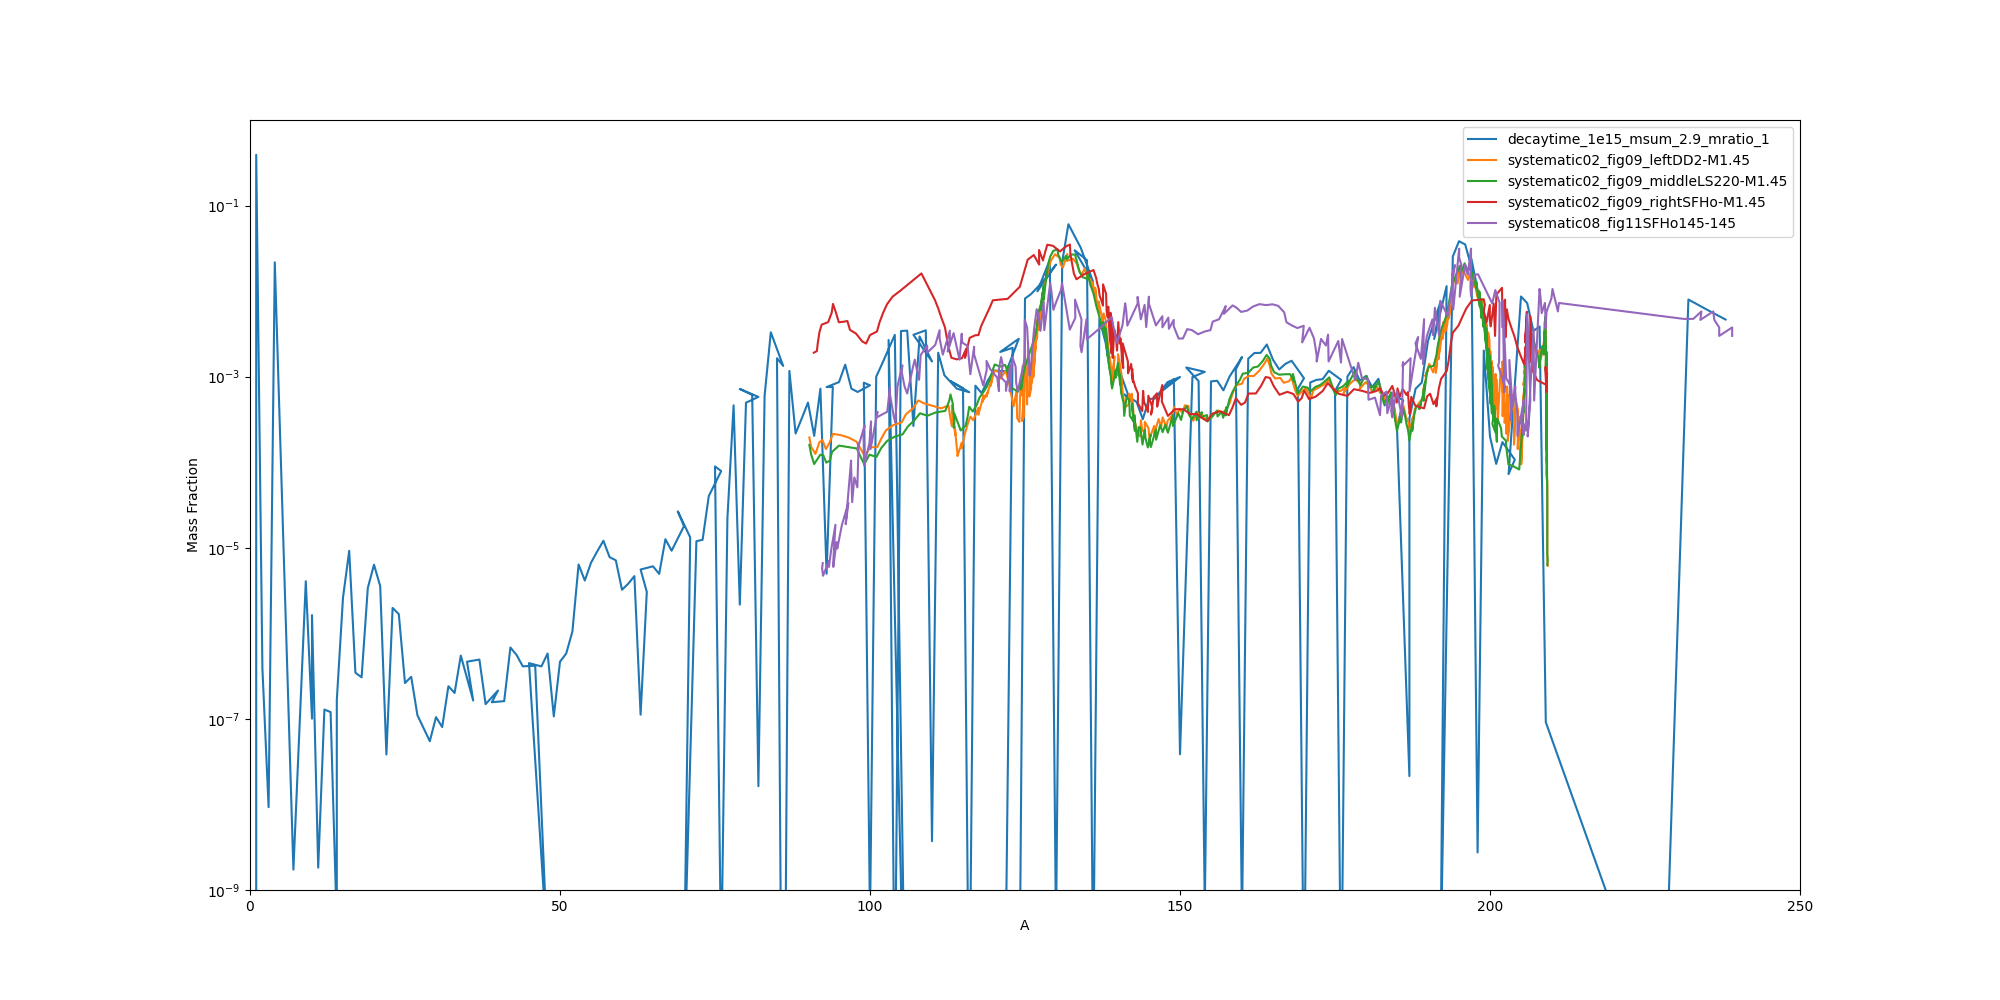 decaytime_1e15_msum_2.9_mratio_1
systematic02_fig09_leftDD2-M1.45
systematic02_fig09_middleLS220-M1.45
systematic02_fig09_rightSFHo-M1.45
systematic08_fig11SFHo145-145
Mass Fraction
10⁻¹
10⁻³
10⁻⁵
10⁻⁷
10⁻⁹
0 50 100 150 200 250
A